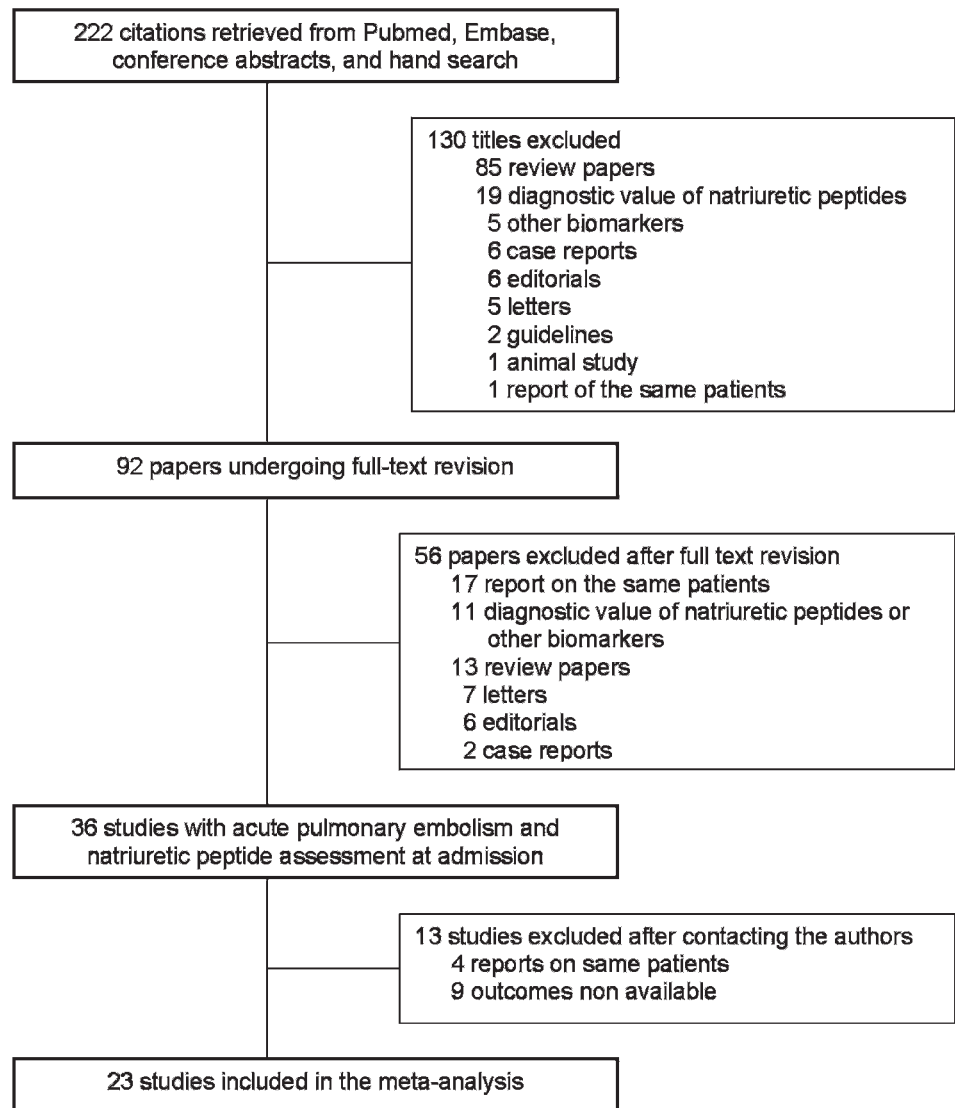 222 citations retrieved from Pubmed, Embase,
conference abstracts, and hand search
130 titles excluded
85 review papers
19 diagnostic value of natriuretic peptides
5 other biomarkers
6 case reports
6 editorials
5 letters
2 guidelines
1 animal study
1 report of the same patients
92 papers undergoing full-text revision
56 papers excluded after full text revision
17 report on the same patients
11 diagnostic value of natriuretic peptides or
other biomarkers
13 review papers
7 letters
6 editorials
2 case reports
36 studies with acute pulmonary embolism and
natriuretic peptide assessment at admission
13 studies excluded after contacting the authors
4 reports on same patients
9 outcomes non available
23 studies included in the meta-analysis